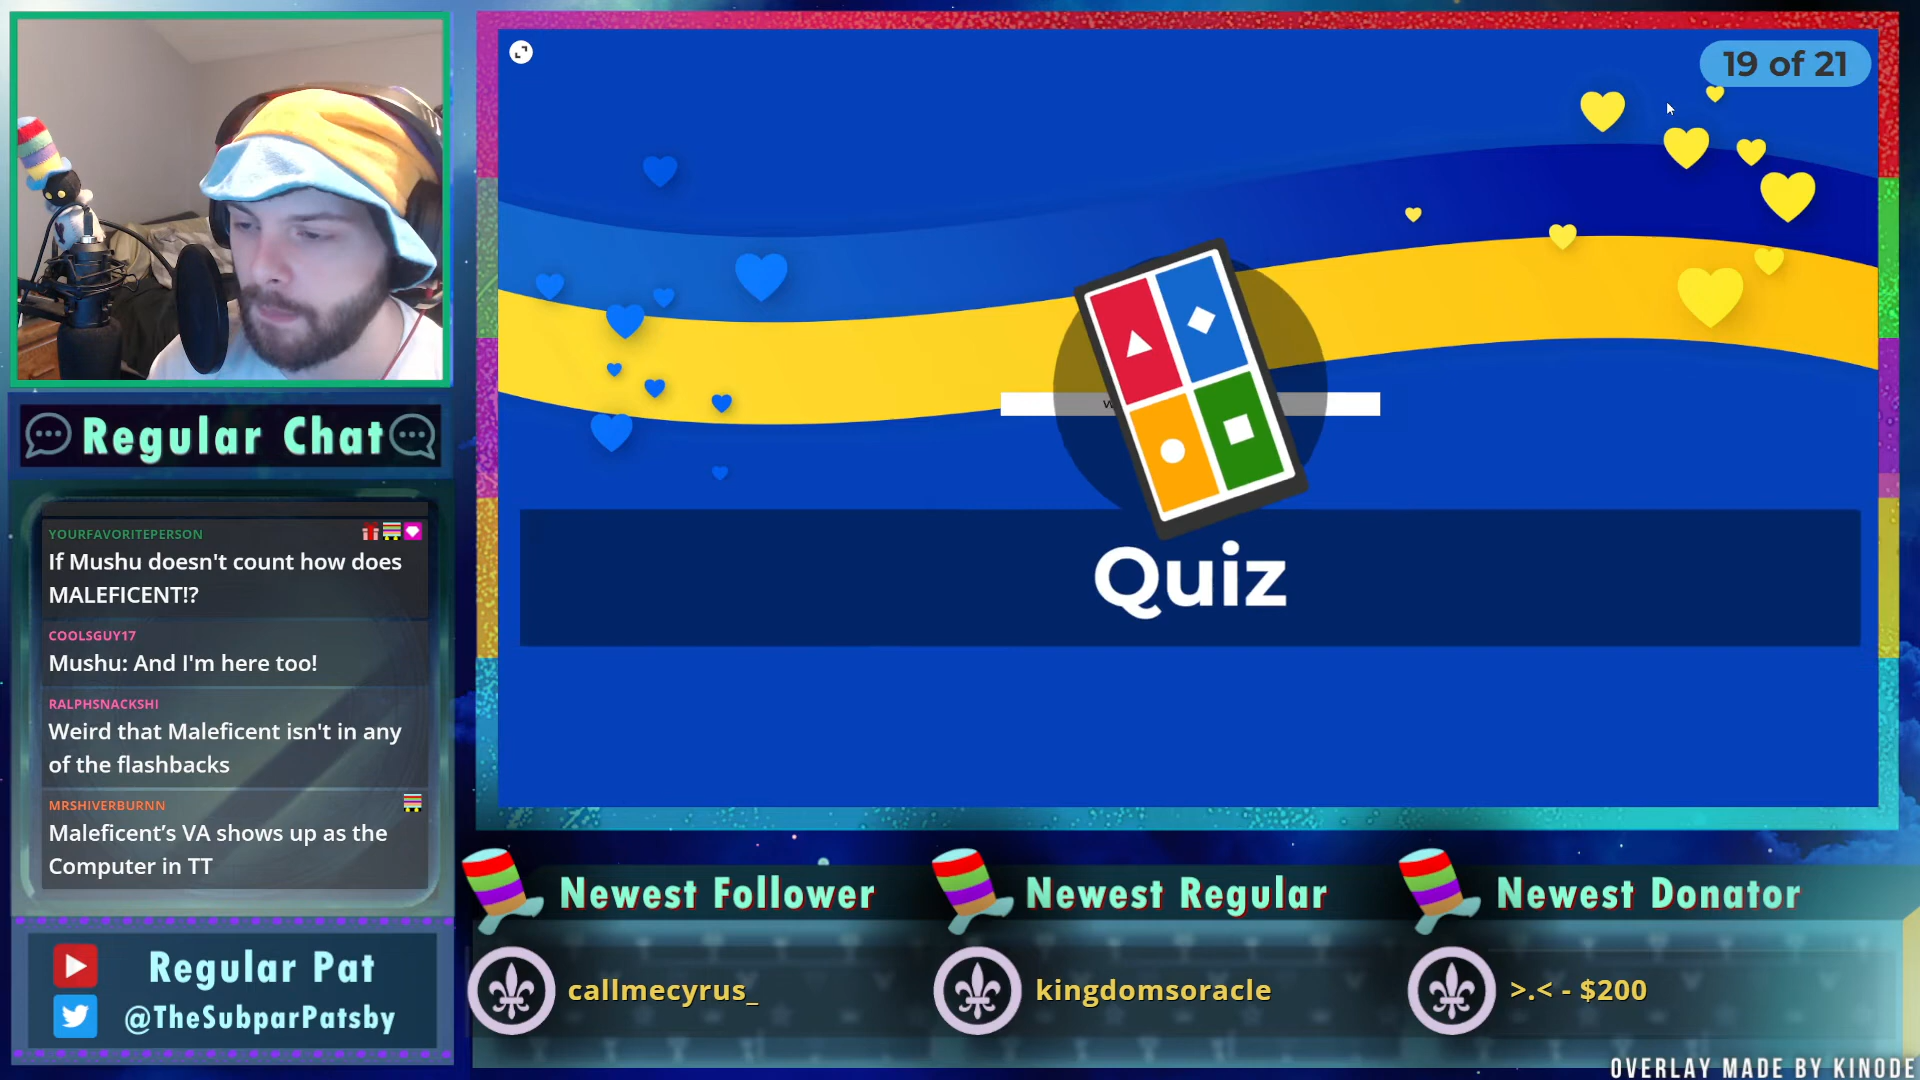 19 of 21
Quiz
Regular Chat
YOURFAVORITEPERSON
If Mushu doesn't count how does
MALEFICENT!?
COOLSGUY17
Mushu: And I'm here too!
RALPHSNACKSHI
Weird that Maleficent isn't in any
of the flashbacks
MRSHIVERBURNN
Maleficent’s VA shows up as the
Computer in TT
Regular Pat
@TheSubparPatsby
Newest Follower
callmecyrus_
Newest Regular
kingdomsoracle
Newest Donator
>.< - $200
OVERLAY MADE BY KINODE